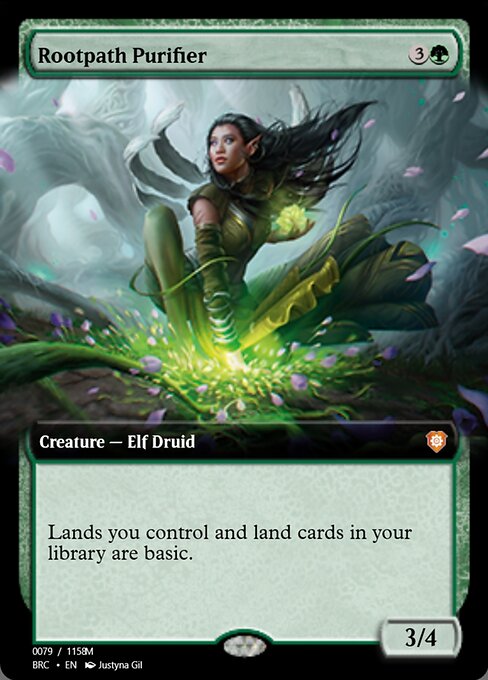 Rootpath Purifier 3
Creature — Elf Druid
Lands you control and land cards in your
library are basic.
3/4
0079 / 1158M
BRC • EN Justyna Gil